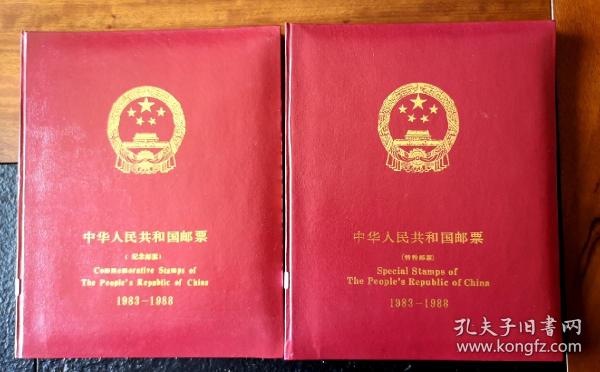 中华人民共和国邮票
(纪念邮票)
Commemorative Stamps of
The People's Republic of China
1983-1988
中华人民共和国邮票
(特种邮票)
Special Stamps of
The People's Republic of China
1983-1988
孔夫子旧書网
www.kongfz.com